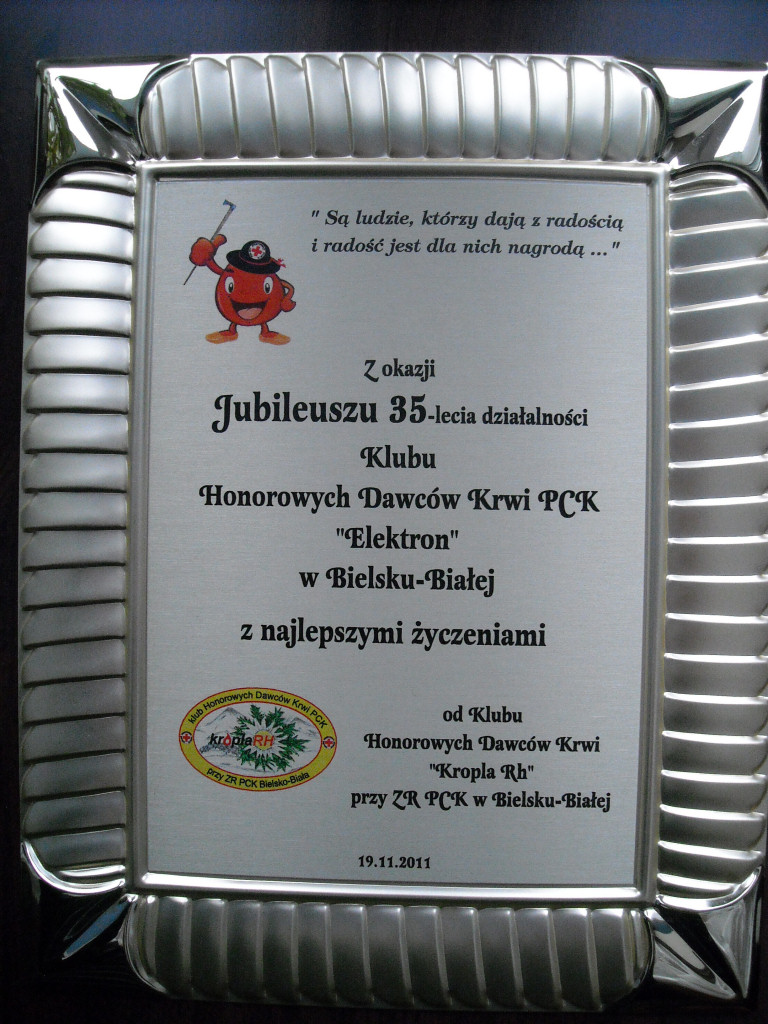 " Są ludzie, którzy dają z radością
i radość jest dla nich nagrodą ..."
Z okazji
Jubileuszu 35-lecia działalności
Klubu
Honorowych Dawców Krwi PCK
"Elektron"
w Bielsku-Białej
z najlepszymi życzeniami
klub Honorowych Dawców Krwi PCK
kroplaRH
przy ZR PCK Bielsko-Biała
od Klubu
Honorowych Dawców Krwi
"Kropla Rh"
przy ZR PCK w Bielsku-Białej
19.11.2011